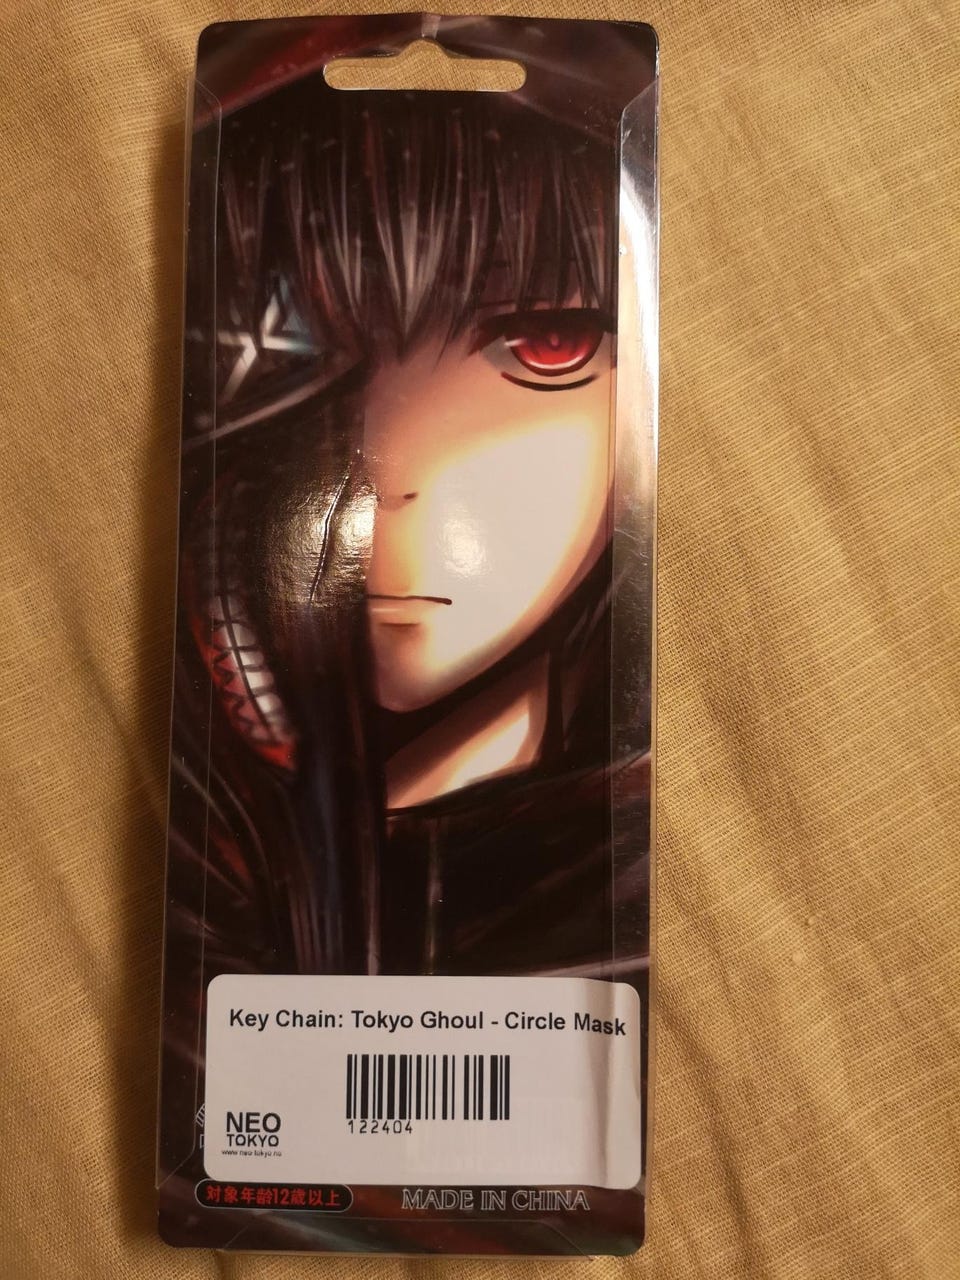 Key Chain: Tokyo Ghoul - Circle Mask
122404
NEO
TOKYO
www.neo-tokyo.no
対象年齢12歳以上
MADE IN CHINA